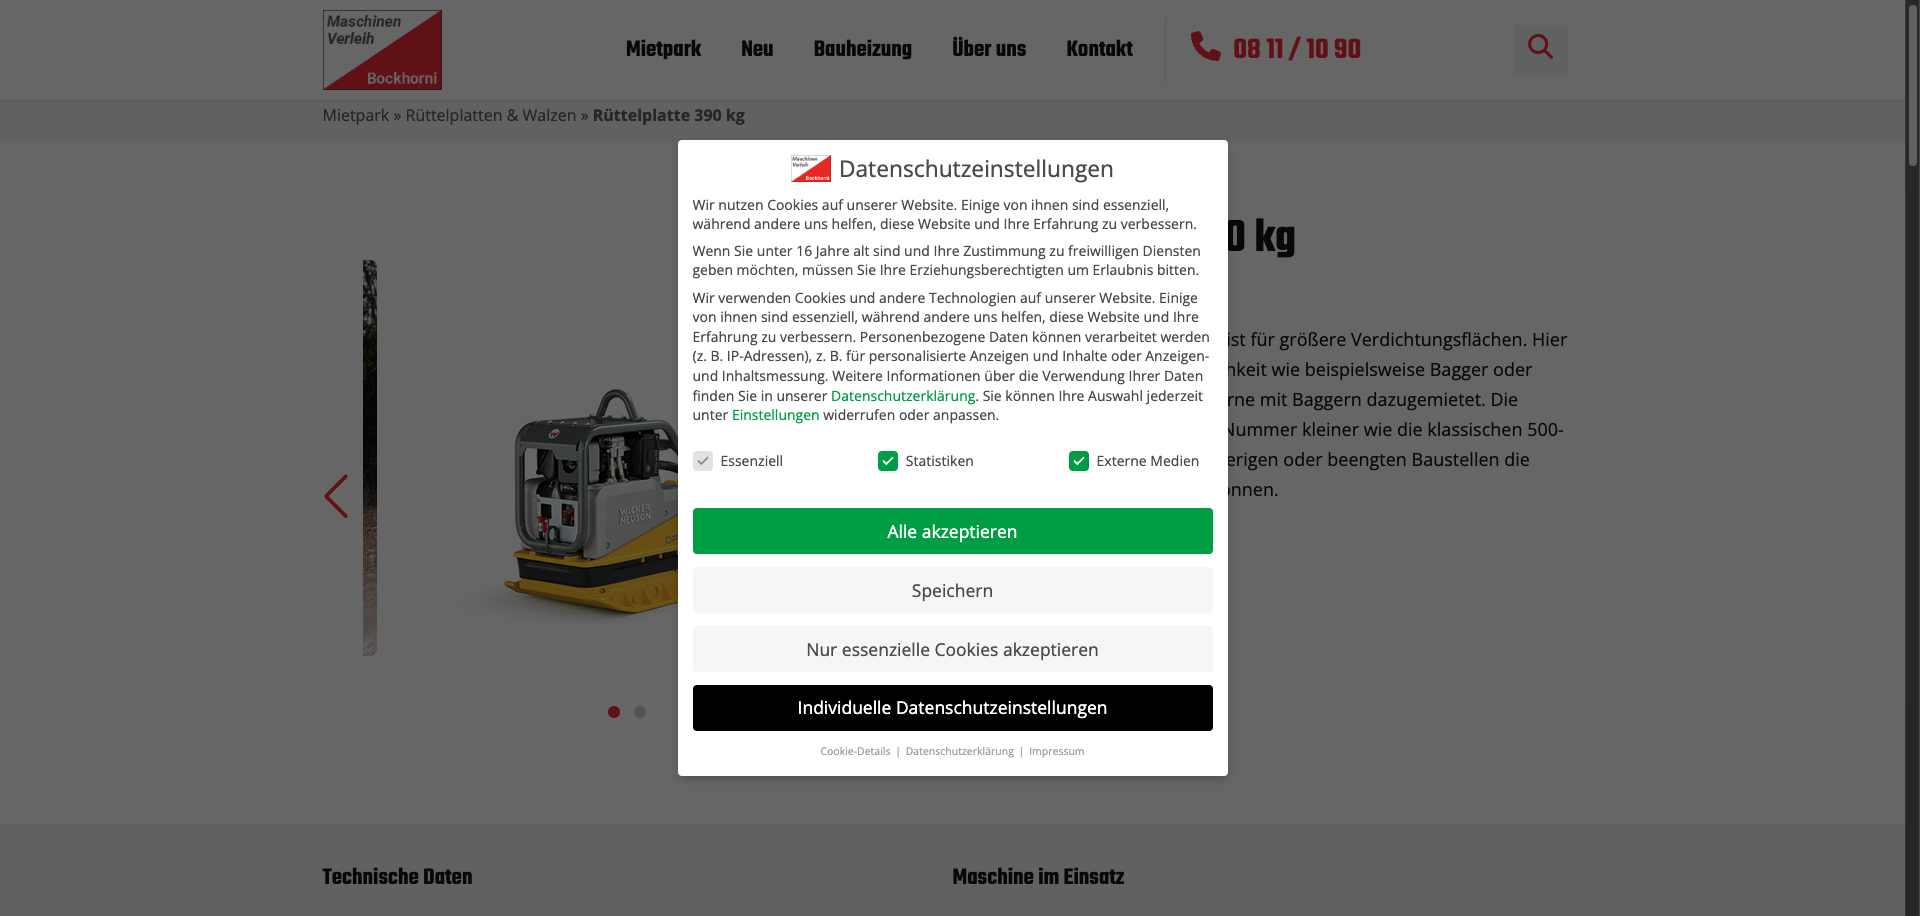 Maschinen
Verleih
Bockhorni
Mietpark
Neu
Bauheizung
Über uns
Kontakt
08 11 / 10 90
Mietpark » Rüttelplatten & Walzen » Rüttelplatte 390 kg
Maschinen
Verleih
Bockhorni
Datenschutzeinstellungen
Wir nutzen Cookies auf unserer Website. Einige von ihnen sind essenziell,
während andere uns helfen, diese Website und Ihre Erfahrung zu verbessern.
Wenn Sie unter 16 Jahre alt sind und Ihre Zustimmung zu freiwilligen Diensten
geben möchten, müssen Sie Ihre Erziehungsberechtigten um Erlaubnis bitten.
Wir verwenden Cookies und andere Technologien auf unserer Website. Einige
von ihnen sind essenziell, während andere uns helfen, diese Website und Ihre
Erfahrung zu verbessern. Personenbezogene Daten können verarbeitet werden
(z. B. IP-Adressen), z. B. für personalisierte Anzeigen und Inhalte oder Anzeigen-
und Inhaltsmessung. Weitere Informationen über die Verwendung Ihrer Daten
finden Sie in unserer Datenschutzerklärung. Sie können Ihre Auswahl jederzeit
unter Einstellungen widerrufen oder anpassen.
Essenziell
Statistiken
Externe Medien
Alle akzeptieren
Speichern
Nur essenzielle Cookies akzeptieren
Individuelle Datenschutzeinstellungen
Cookie-Details | Datenschutzerklärung | Impressum
0 kg
ist für größere Verdichtungsflächen. Hier
hkeit wie beispielsweise Bagger oder
rne mit Baggern dazugemietet. Die
Nummer kleiner wie die klassischen 500-
erigen oder beengten Baustellen die
onnen.
WACKER
NEUSON
Technische Daten
Maschine im Einsatz